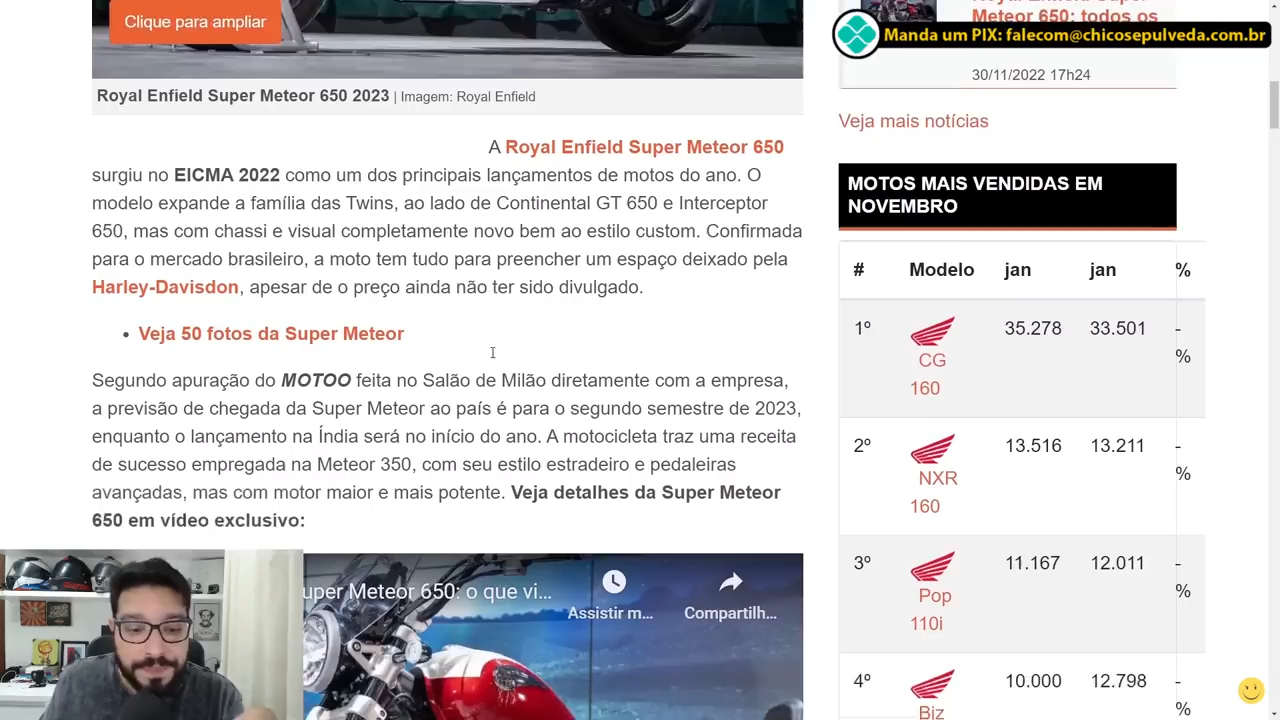 Clique para ampliar
Royal Enfield Super Meteor 650 2023 | Imagem: Royal Enfield
A Royal Enfield Super Meteor 650
surgiu no EICMA 2022 como um dos principais lançamentos de motos do ano. O
modelo expande a família das Twins, ao lado de Continental GT 650 e Interceptor
650, mas com chassi e visual completamente novo bem ao estilo custom. Confirmada
para o mercado brasileiro, a moto tem tudo para preencher um espaço deixado pela
Harley-Davisdon, apesar de o preço ainda não ter sido divulgado.
• Veja 50 fotos da Super Meteor
Segundo apuração do MOTOO feita no Salão de Milão diretamente com a empresa,
a previsão de chegada da Super Meteor ao país é para o segundo semestre de 2023,
enquanto o lançamento na Índia será no início do ano. A motocicleta traz uma receita
de sucesso empregada na Meteor 350, com seu estilo estradeiro e pedaleiras
avançadas, mas com motor maior e mais potente. Veja detalhes da Super Meteor
650 em vídeo exclusivo:
uper Meteor 650: o que vi...
Assistir m...
Compartilh...
Meteor 650: todos os
Manda um PIX: falecom@chicosepulveda.com.br
30/11/2022 17h24
Veja mais notícias
MOTOS MAIS VENDIDAS EM
NOVEMBRO
# Modelo jan jan %
1º 35.278 33.501 -
CG %
160
2º 13.516 13.211 -
NXR %
160
3º 11.167 12.011 -
Pop %
110i
4º 10.000 12.798 -
Biz %